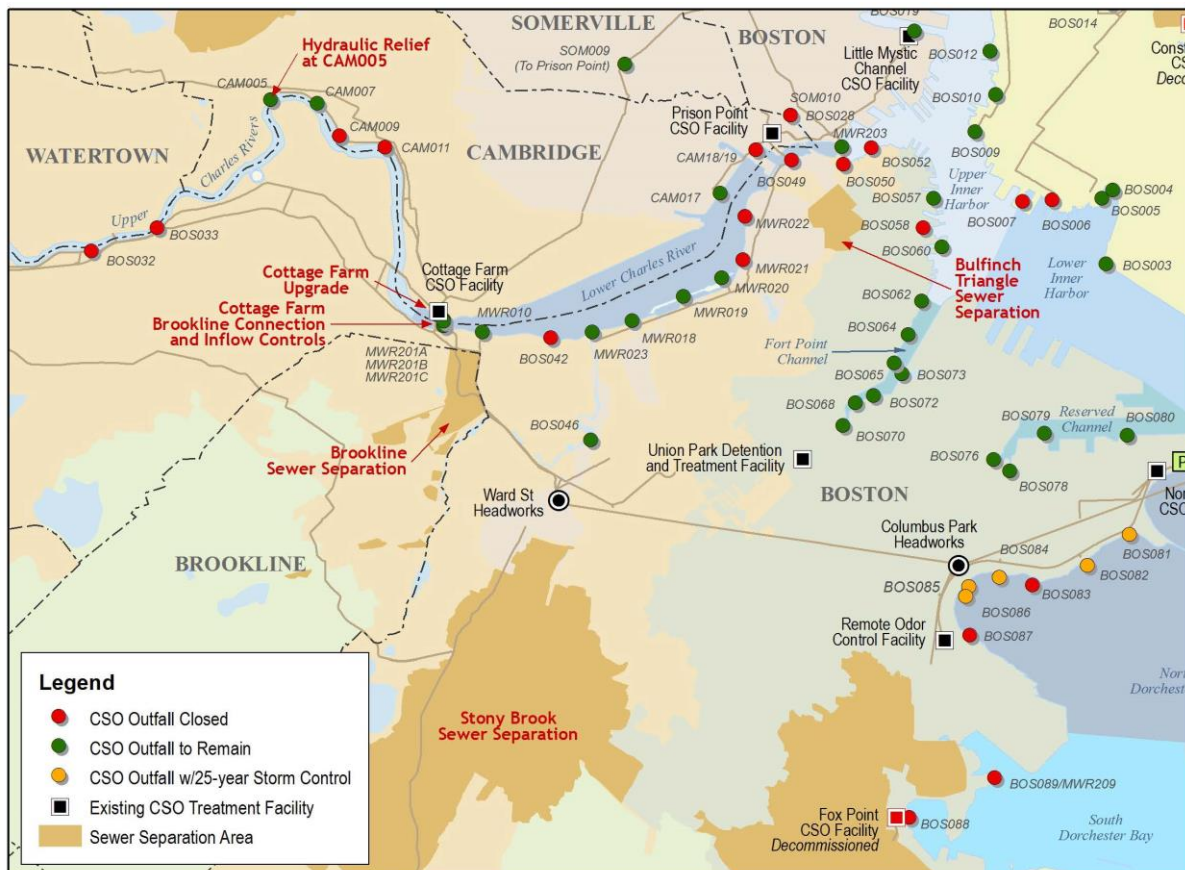 SOMERVILLE
SOM009
(To Prison Point)
BOSTON
BOS019
Little Mystic
Channel
CSO Facility
BOS012
BOS014
BOS010
BOS009
Hydraulic Relief
at CAM005
CAM005
CAM007
CAM009
CAM011
WATERTOWN
Charles Rivers
Upper
BOS033
BOS032
CAMBRIDGE
SOM010
BOS028
Prison Point
CSO Facility
MWR203
CAM18/19
BOS052
BOS049
BOS050
CAM017
MWR022
MWR021
MWR020
MWR019
MWR018
Lower Charles River
BOS057
BOS058
BOS060
Upper
Inner
Harbor
BOS007
BOS006
BOS004
BOS005
BOS003
Lower
Inner
Harbor
Bulfinch
Triangle
Sewer
Separation
Cottage Farm
Upgrade
Cottage Farm
CSO Facility
Cottage Farm
Brookline Connection
and Inflow Controls
MWR010
BOS042
MWR023
MWR201A
MWR201B
MWR201C
BOS062
BOS064
Fort Point
Channel
BOS065
BOS073
BOS068
BOS072
BOS070
BOS046
Brookline
Sewer Separation
Union Park Detention
and Treatment Facility
BOS079
BOS080
Reserved
Channel
BOS076
BOS078
Ward St
Headworks
BOSTON
P
Nor
CSO
Columbus Park
Headworks
BOS084
BOS081
BOS082
BOS085
BOS083
BOS086
BOS087
Remote Odor
Control Facility
BROOKLINE
Nor
Dorchester
Stony Brook
Sewer Separation
BOS089/MWR209
Fox Point
CSO Facility
Decommissioned
BOS088
South
Dorchester Bay
Const
CS
Deco
Legend
CSO Outfall Closed
CSO Outfall to Remain
CSO Outfall w/25-year Storm Control
Existing CSO Treatment Facility
Sewer Separation Area